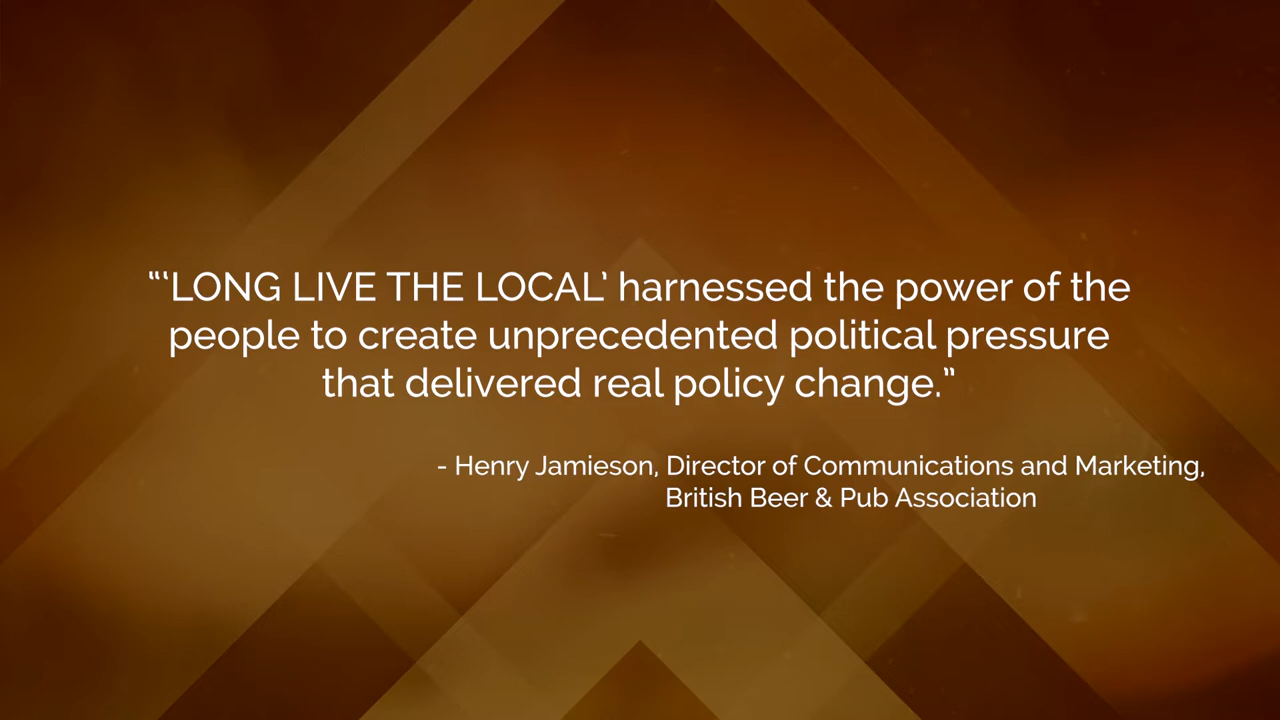 “‘LONG LIVE THE LOCAL’ harnessed the power of the
people to create unprecedented political pressure
that delivered real policy change.”
- Henry Jamieson, Director of Communications and Marketing,
British Beer & Pub Association